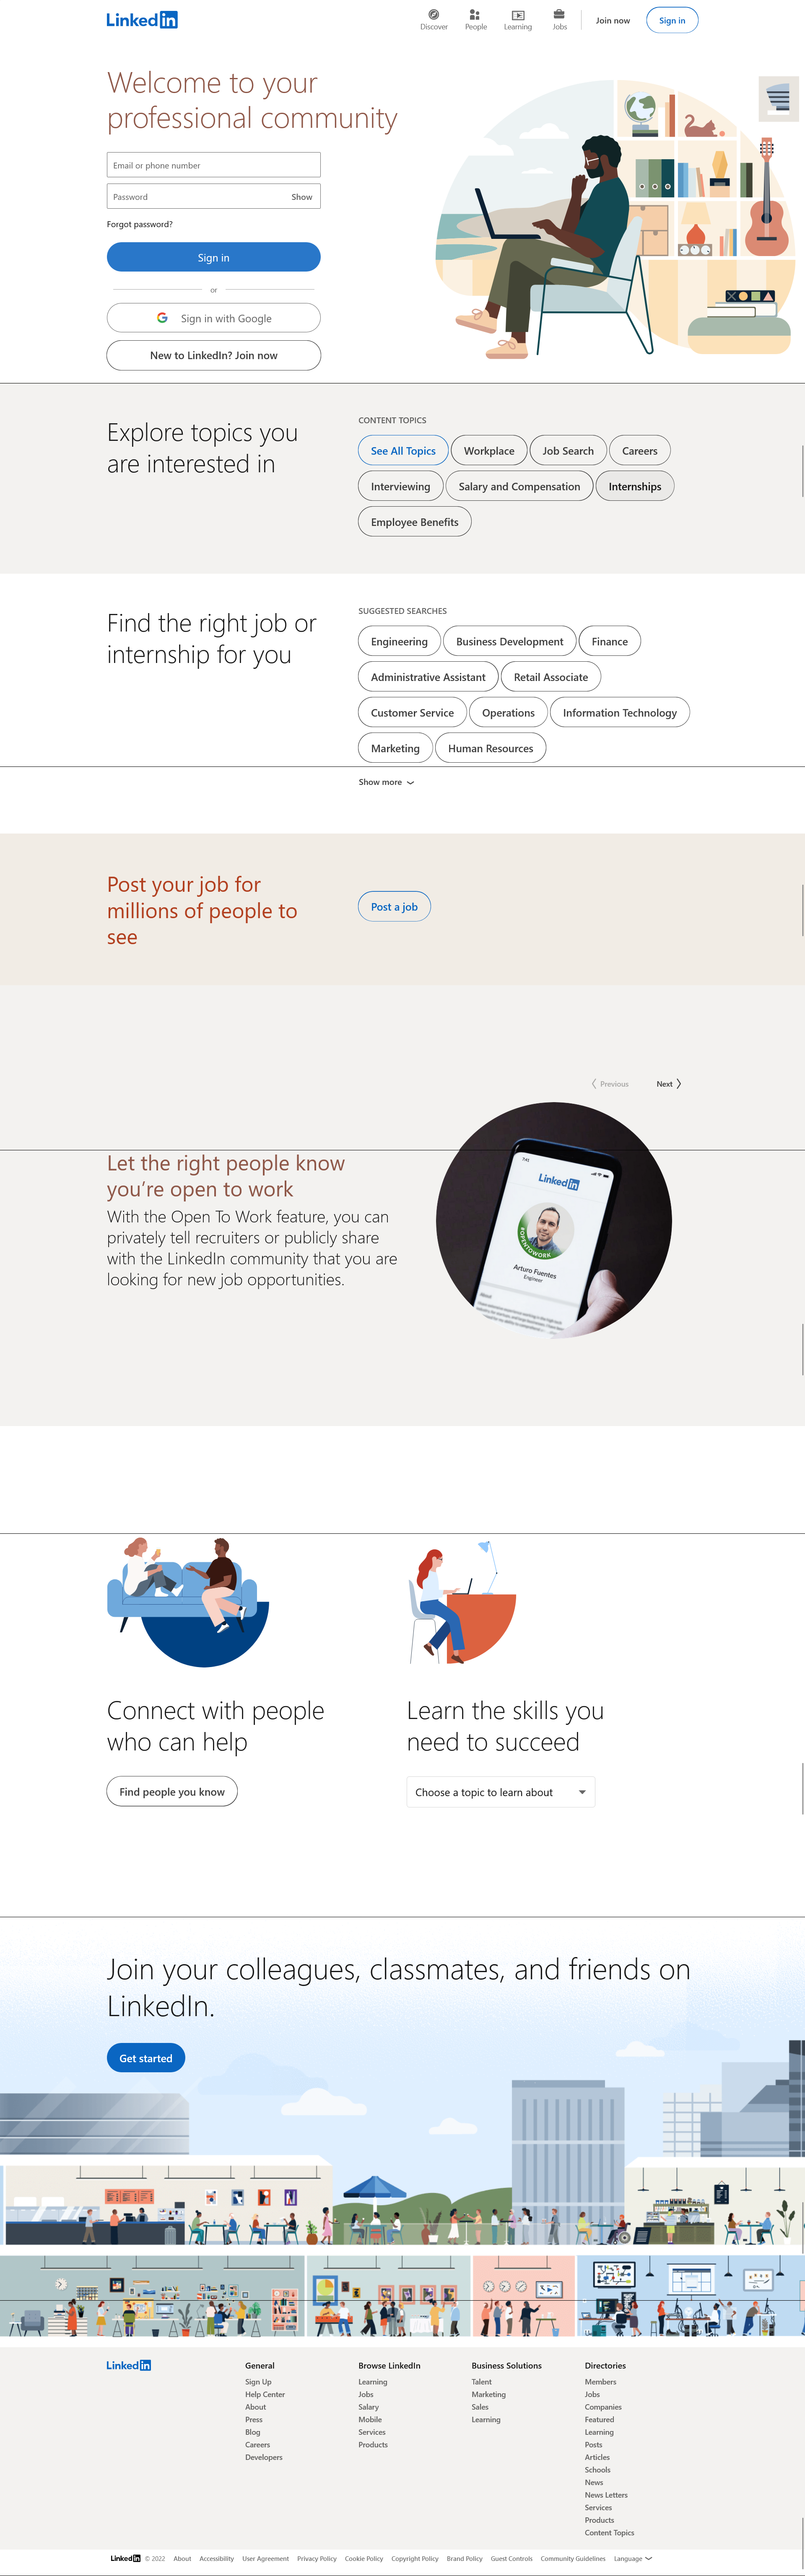 Linked in
Discover
People
Learning
Jobs
Join now
Sign in
Welcome to your
professional community
Email or phone number
Password
Show
Forgot password?
Sign in
or
Sign in with Google
New to LinkedIn? Join now
Explore topics you
are interested in
CONTENT TOPICS
See All Topics
Workplace
Job Search
Careers
Interviewing
Salary and Compensation
Internships
Employee Benefits
Find the right job or
internship for you
SUGGESTED SEARCHES
Engineering
Business Development
Finance
Administrative Assistant
Retail Associate
Customer Service
Operations
Information Technology
Marketing
Human Resources
Show more
Post your job for
millions of people to
see
Post a job
Previous
Next
Let the right people know
you’re open to work
With the Open To Work feature, you can
privately tell recruiters or publicly share
with the LinkedIn community that you are
looking for new job opportunities.
Linked in
#OPENTOWORK
Arturo Fuentes
Engineer
Connect with people
who can help
Find people you know
Learn the skills you
need to succeed
Choose a topic to learn about
Join your colleagues, classmates, and friends on
LinkedIn.
Get started
Linked in
General
Sign Up
Help Center
About
Press
Blog
Careers
Developers
Browse LinkedIn
Learning
Jobs
Salary
Mobile
Services
Products
Business Solutions
Talent
Marketing
Sales
Learning
Directories
Members
Jobs
Companies
Featured
Learning
Posts
Articles
Schools
News
News Letters
Services
Products
Content Topics
Linked in © 2022 About Accessibility User Agreement Privacy Policy Cookie Policy Copyright Policy Brand Policy Guest Controls Community Guidelines Language